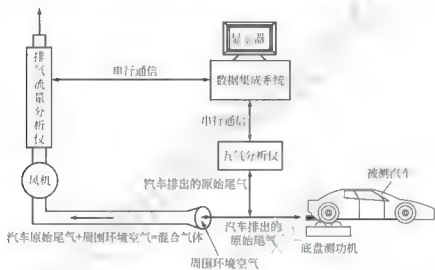 显示器
排气流量分析仪
串行通信
数据集成系统
串行通信
五气分析仪
风机
汽车排出的原始尾气
被测汽车
汽车原始尾气+周围环境空气=混合气体
汽车排出的
原始尾气
底盘测功机
周围环境空气